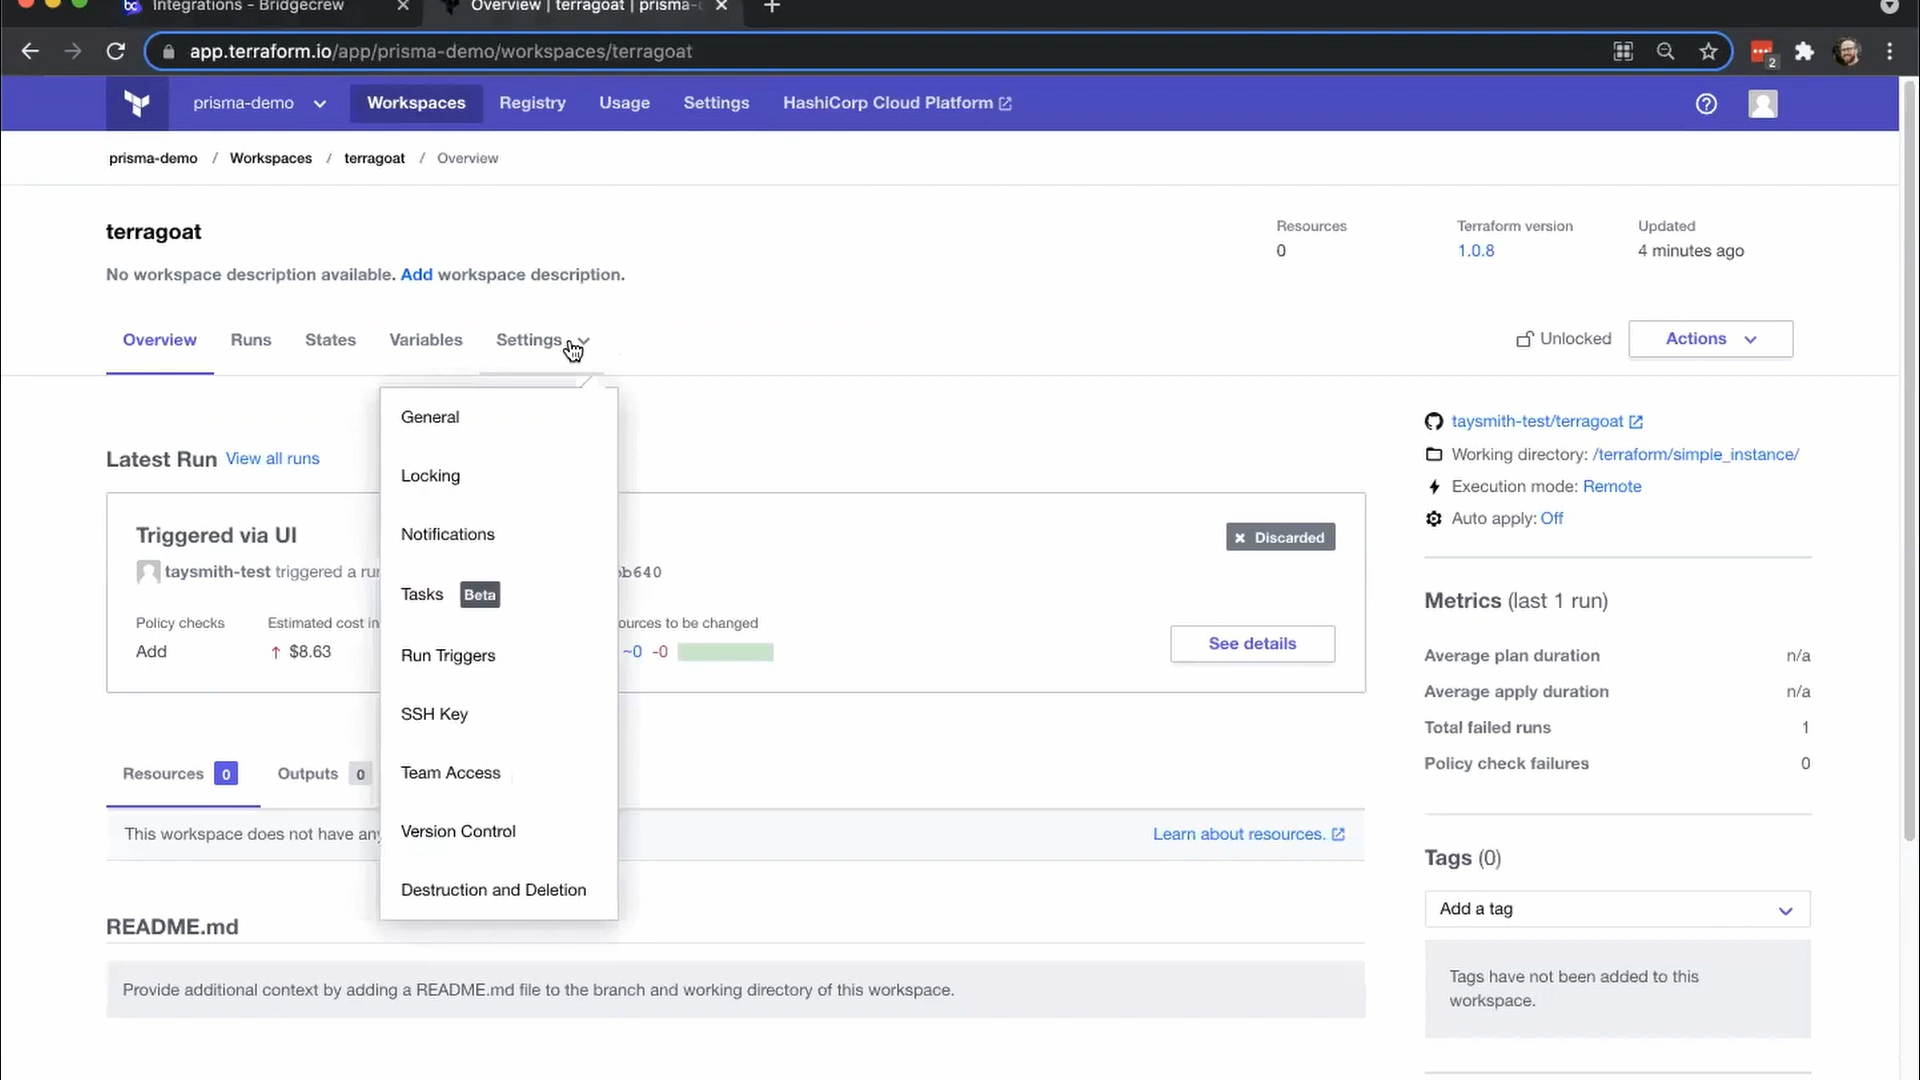 Integrations - Bridgecrew
Overview | terragoat | prisma-
app.terraform.io/app/prisma-demo/workspaces/terragoat
2
prisma-demo
Workspaces
Registry
Usage
Settings
HashiCorp Cloud Platform
prisma-demo / Workspaces / terragoat / Overview
terragoat
No workspace description available. Add workspace description.
Resources
0
Terraform version
1.0.8
Updated
4 minutes ago
Overview
Runs
States
Variables
Settings
Unlocked
Actions
General
Locking
Notifications
Tasks Beta
Run Triggers
SSH Key
Team Access
Version Control
Destruction and Deletion
Latest Run View all runs
Triggered via UI
Discarded
taysmith-test triggered a
b640
Policy checks
Add
Estimated cost
$8.63
to be changed
~0 -0
See details
Resources 0
Outputs 0
This workspace does not have
Learn about resources.
README.md
Provide additional context by adding a README.md file to the branch and working directory of this workspace.
taysmith-test/terragoat
Working directory: /terraform/simple_instance/
Execution mode: Remote
Auto apply: Off
Metrics (last 1 run)
Average plan duration n/a
Average apply duration n/a
Total failed runs 1
Policy check failures 0
Tags (0)
Add a tag
Tags have not been added to this
workspace.